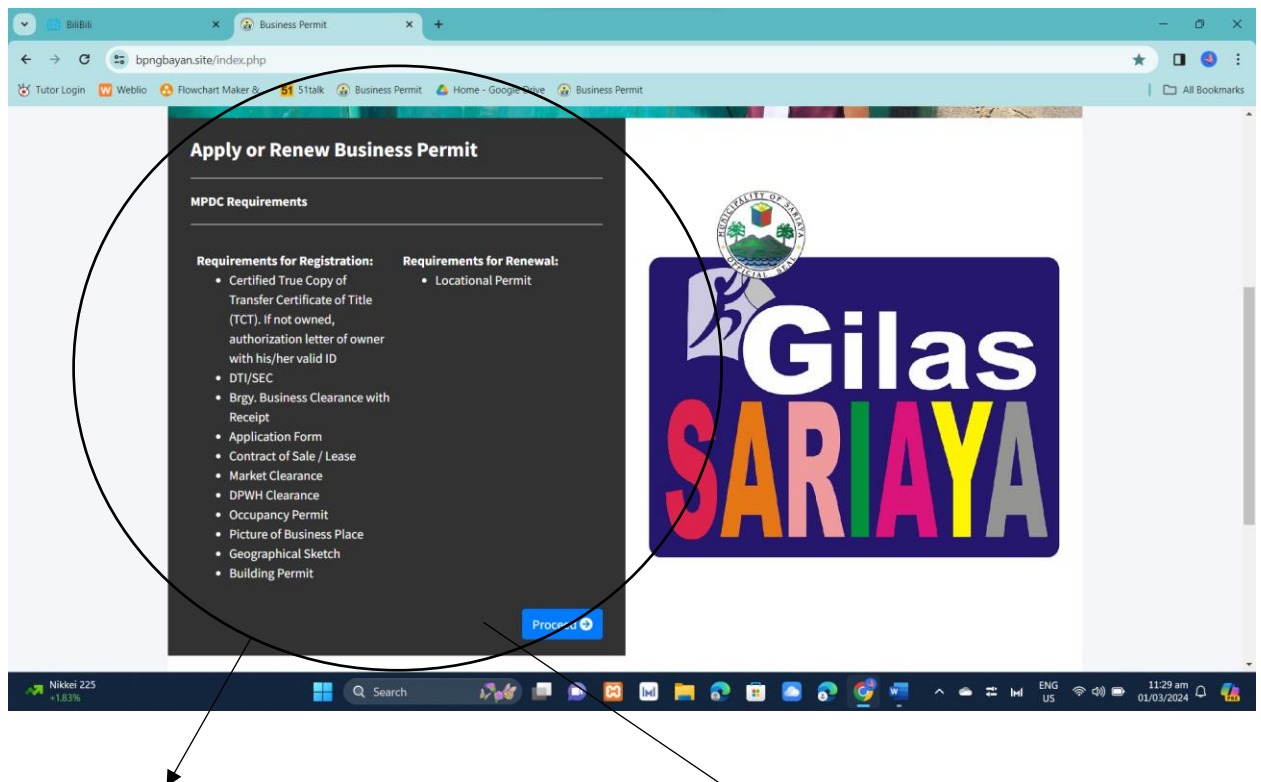 BiliBili
Business Permit
bpngbayan.site/index.php
Tutor Login
Weblio
Flowchart Maker &
51talk
Business Permit
Home - Google Drive
Business Permit
All Bookmarks
Apply or Renew Business Permit
MPDC Requirements
Requirements for Registration:
Certified True Copy of
Transfer Certificate of Title
(TCT). If not owned,
authorization letter of owner
with his/her valid ID
DTI/SEC
Brgy. Business Clearance with
Receipt
Application Form
Contract of Sale / Lease
Market Clearance
DPWH Clearance
Occupancy Permit
Picture of Business Place
Geographical Sketch
Building Permit
Requirements for Renewal:
Locational Permit
Proceed
MUNICIPALITY OF SARIAYA
OFFICIAL SEAL
Gilas
SARIAYA
Nikkei 225
+1.83%
Search
ENG
US
11:29 am
01/03/2024